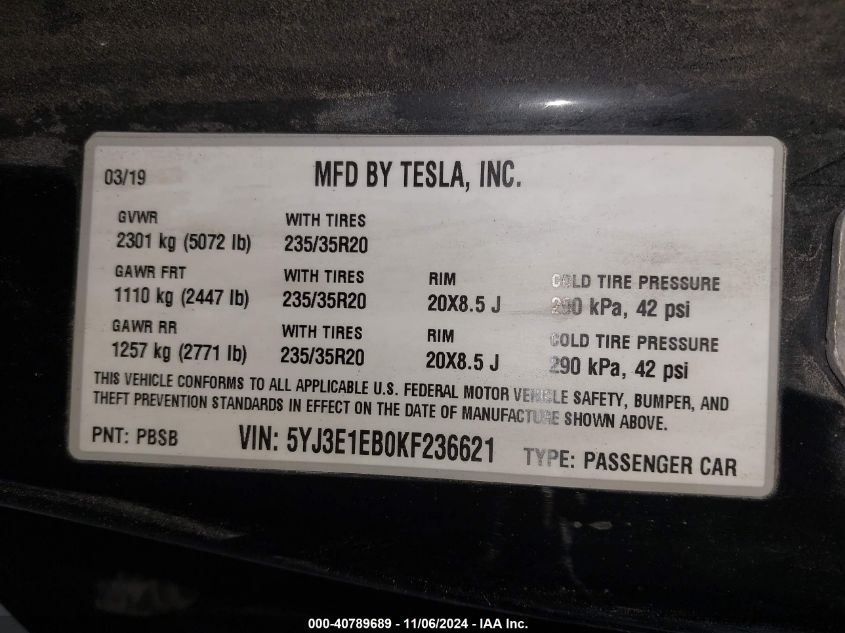 03/19 MFD BY TESLA, INC.
GVWR WITH TIRES
2301 kg (5072 lb) 235/35R20
GAWR FRT WITH TIRES RIM COLD TIRE PRESSURE
1110 kg (2447 lb) 235/35R20 20X8.5 J 290 kPa, 42 psi
GAWR RR WITH TIRES RIM COLD TIRE PRESSURE
1257 kg (2771 lb) 235/35R20 20X8.5 J 290 kPa, 42 psi
THIS VEHICLE CONFORMS TO ALL APPLICABLE U.S. FEDERAL MOTOR VEHICLE SAFETY, BUMPER, AND
THEFT PREVENTION STANDARDS IN EFFECT ON THE DATE OF MANUFACTURE SHOWN ABOVE.
PNT: PBSB VIN: 5YJ3E1EB0KF236621 TYPE: PASSENGER CAR
000-40789689 - 11/06/2024 - IAA Inc.